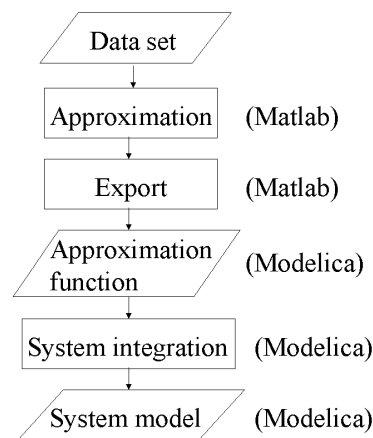 Data set
Approximation (Matlab)
Export (Matlab)
Approximation
function (Modelica)
System integration (Modelica)
System model (Modelica)